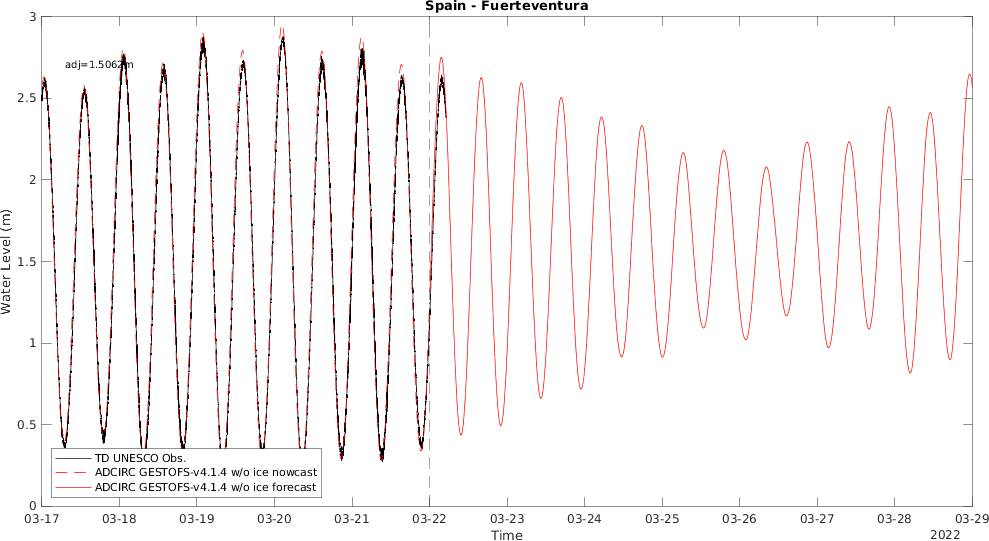 Spain - Fuerteventura
adj=1.5062m
Water Level (m)
3
2.5
2
1.5
1
0.5
0
TD UNESCO Obs.
ADCIRC GESTOFS-v4.1.4 w/o ice nowcast
ADCIRC GESTOFS-v4.1.4 w/o ice forecast
03-17 03-18 03-19 03-20 03-21 03-22 03-23 03-24 03-25 03-26 03-27 03-28 03-29
Time
2022